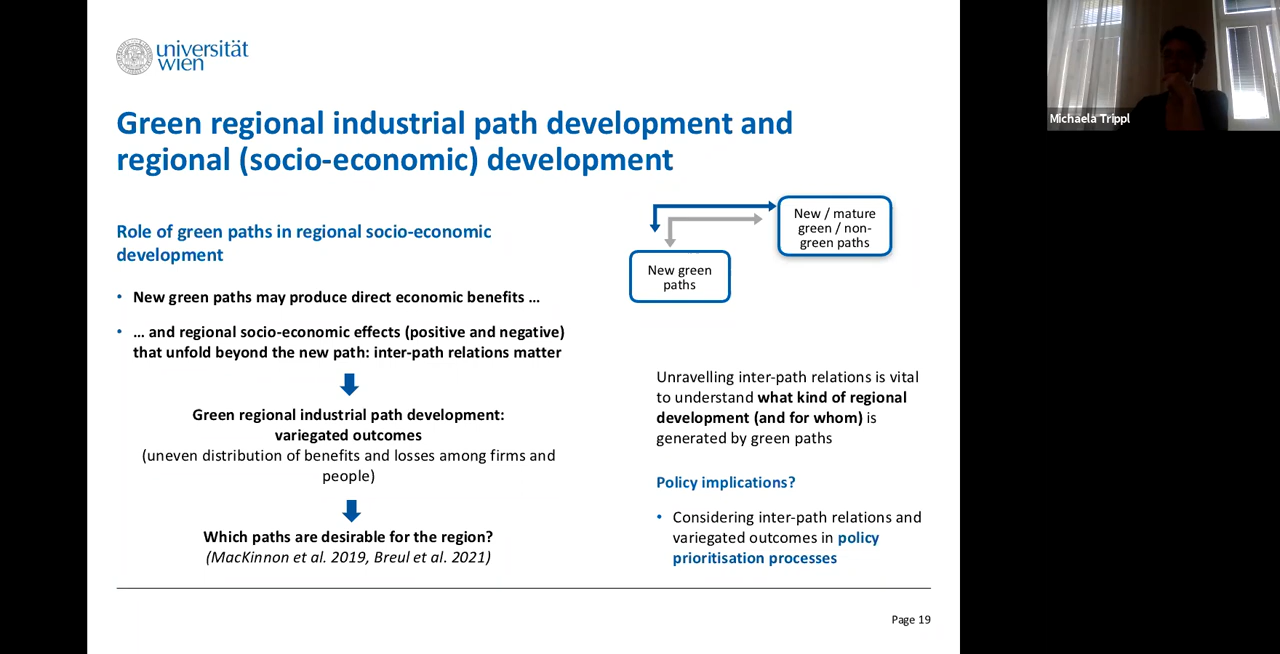 universität
wien
Green regional industrial path development and
regional (socio-economic) development
Role of green paths in regional socio-economic
development
• New green paths may produce direct economic benefits …
• … and regional socio-economic effects (positive and negative)
that unfold beyond the new path: inter-path relations matter
Green regional industrial path development:
variegated outcomes
(uneven distribution of benefits and losses among firms and
people)
Which paths are desirable for the region?
(MacKinnon et al. 2019, Breul et al. 2021)
New / mature
green / non-
green paths
New green
paths
Unravelling inter-path relations is vital
to understand what kind of regional
development (and for whom) is
generated by green paths
Policy implications?
• Considering inter-path relations and
variegated outcomes in policy
prioritisation processes
Page 19
Michaela Trippl